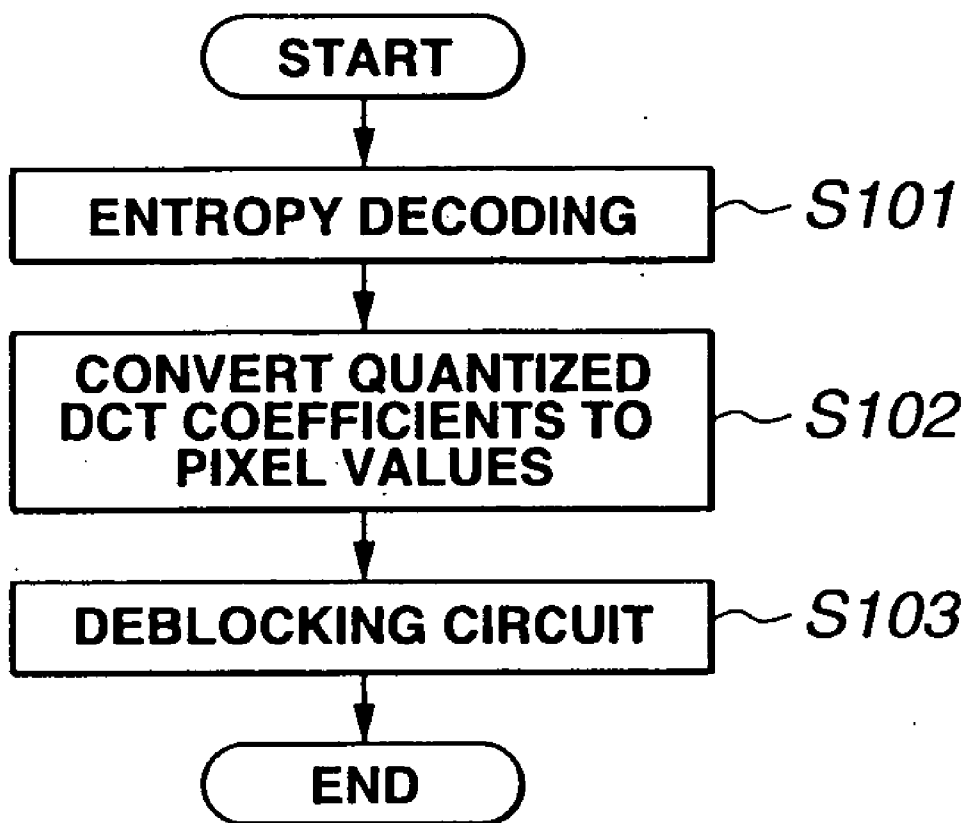 START
ENTROPY DECODING
S101
CONVERT QUANTIZED
DCT COEFFICIENTS TO
PIXEL VALUES
S102
DEBLOCKING CIRCUIT
S103
END